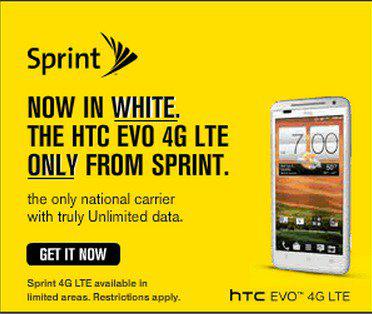 Sprint
NOW IN WHITE.
THE HTC EVO 4G LTE
ONLY FROM SPRINT.
the only national carrier
with truly Unlimited data.
GET IT NOW
Sprint 4G LTE available in
limited areas. Restrictions apply.
7:00
hTC EVO™ 4G LTE